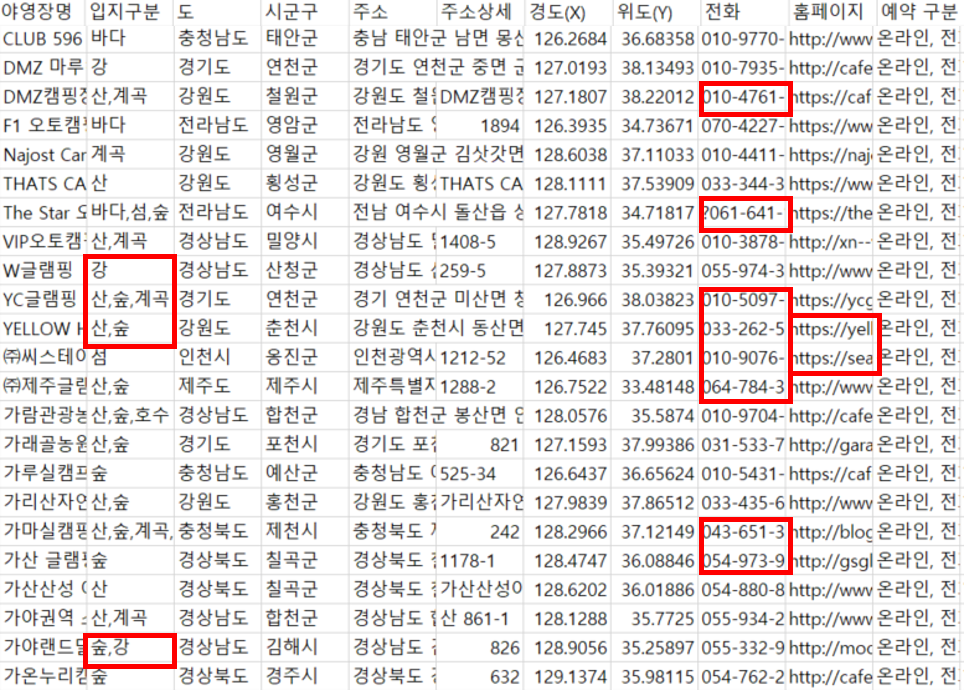 야영장명 입지구분 도 시군구 주소 주소상세 경도(X) 위도(Y) 전화 홈페이지 예약 구분
CLUB 596 바다 충청남도 태안군 충남 태안군 남면 몽산 126.2684 36.68358 010-9770- http://www 온라인, 전
DMZ 마루 강 경기도 연천군 경기도 연천군 중면 군 127.0193 38.13493 010-7935- http://cafe 온라인, 전
DMZ캠핑장 산,계곡 강원도 철원군 강원도 철원 DMZ캠핑장 127.1807 38.22012 010-4761- https://caf 온라인, 전
F1 오토캠핑 바다 전라남도 영암군 전라남도 영 1894 126.3935 34.73671 070-4227- https://ww 온라인, 전
Najost Car 계곡 강원도 영월군 강원 영월군 김삿갓면 128.6038 37.11033 010-4411- https://najo 온라인, 전
THATS CA 산 강원도 횡성군 강원도 횡성 THATS CA 128.1111 37.53909 033-344-3 https://ww 온라인, 전
The Star 오 바다,섬,숲 전라남도 여수시 전남 여수시 돌산읍 상 127.7818 34.71817 ?061-641- https://the 온라인, 전
VIP오토캠핑 산,계곡 경상남도 밀양시 경상남도 밀 1408-5 128.9267 35.49726 010-3878- http://xn-- 온라인, 전
W글램핑 강 경상남도 산청군 경상남도 산 259-5 127.8873 35.39321 055-974-3 http://www 온라인, 전
YC글램핑 산,숲,계곡 경기도 연천군 경기 연천군 미산면 청 126.966 38.03823 010-5097- https://ycg 온라인, 전
YELLOW H 산,숲 강원도 춘천시 강원도 춘천시 동산면 127.745 37.76095 033-262-5 https://yell 온라인, 전
㈜씨스테이 섬 인천시 옹진군 인천광역시 1212-52 126.4683 37.2801 010-9076- https://sea 온라인, 전
㈜제주글램 산,숲 제주도 제주시 제주특별자 1288-2 126.7522 33.48148 064-784-3 http://www 온라인, 전
가람관광농 산,숲,호수 경상남도 합천군 경남 합천군 봉산면 128.0576 35.5874 010-9704- http://cafe 온라인, 전
가래골농원 산,숲 경기도 포천시 경기도 포천 821 127.1593 37.99386 031-533-7 http://gara 온라인, 전
가루실캠프 숲 충청남도 예산군 충청남도 예 525-34 126.6437 36.65624 010-5431- https://caf 온라인, 전
가리산자연 산,숲 강원도 홍천군 강원도 홍천 가리산자연 127.9839 37.86512 033-435-6 http://www 온라인, 전
가마실캠핑 산,숲,계곡, 충청북도 제천시 충청북도 제 242 128.2966 37.12149 043-651-3 http://blog 온라인, 전
가산 글램핑 숲 경상북도 칠곡군 경상북도 칠 1178-1 128.4747 36.08846 054-973-9 http://gsgl 온라인, 전
가산산성 야 산 경상북도 칠곡군 경상북도 칠 가산산성야 128.6202 36.01886 054-880-8 http://www 온라인, 전
가야권역 산,계곡 경상남도 합천군 경상남도 합 산 861-1 128.1288 35.7725 055-934-2 http://www 온라인, 전
가야랜드밀 숲,강 경상남도 김해시 경상남도 김 826 128.9056 35.25897 055-332-9 http://moo 온라인, 전
가온누리캠 숲 경상북도 경주시 경상북도 경 632 129.1374 35.98115 054-762-2 http://www 온라인, 전